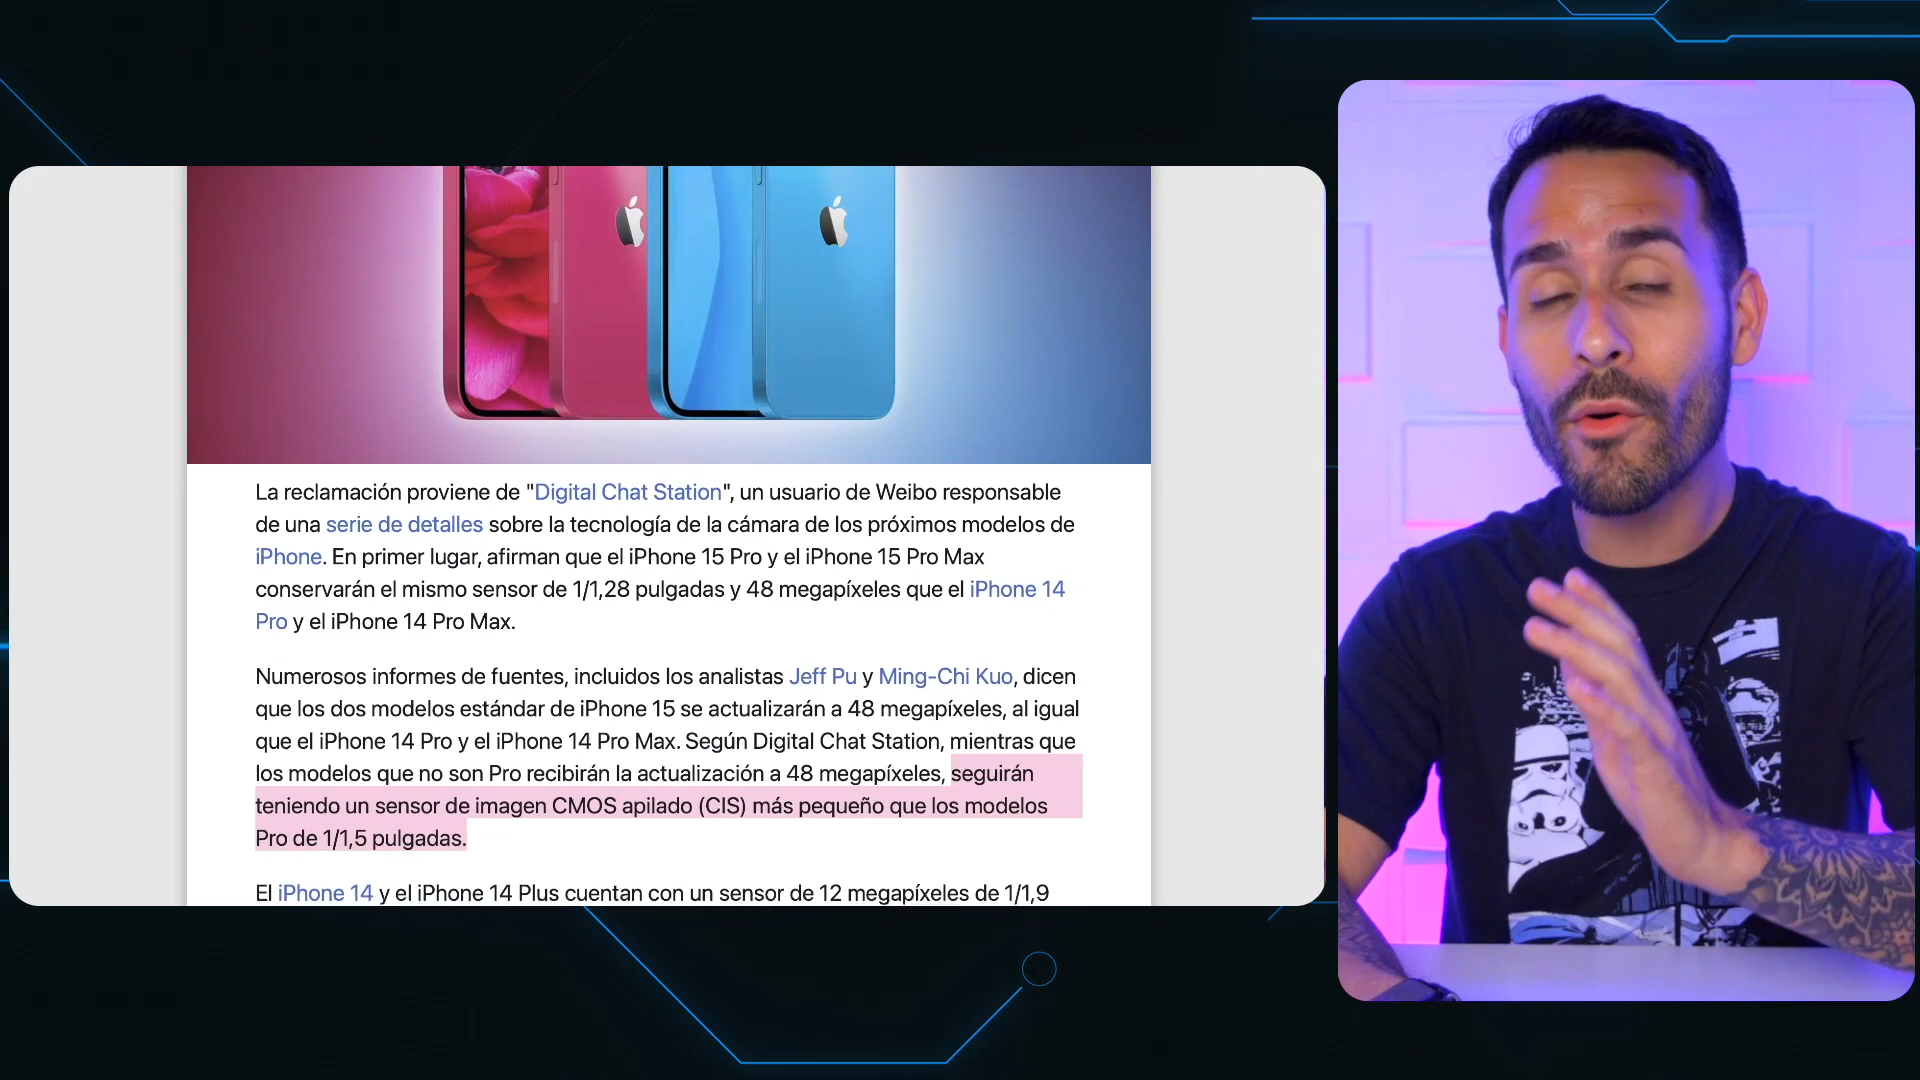 La reclamación proviene de "Digital Chat Station", un usuario de Weibo responsable
de una serie de detalles sobre la tecnología de la cámara de los próximos modelos de
iPhone. En primer lugar, afirman que el iPhone 15 Pro y el iPhone 15 Pro Max
conservarán el mismo sensor de 1/1,28 pulgadas y 48 megapíxeles que el iPhone 14
Pro y el iPhone 14 Pro Max.
Numerosos informes de fuentes, incluidos los analistas Jeff Pu y Ming-Chi Kuo, dicen
que los dos modelos estándar de iPhone 15 se actualizarán a 48 megapíxeles, al igual
que el iPhone 14 Pro y el iPhone 14 Pro Max. Según Digital Chat Station, mientras que
los modelos que no son Pro recibirán la actualización a 48 megapíxeles, seguirán
teniendo un sensor de imagen CMOS apilado (CIS) más pequeño que los modelos
Pro de 1/1,5 pulgadas.
El iPhone 14 y el iPhone 14 Plus cuentan con un sensor de 12 megapíxeles de 1/1,9